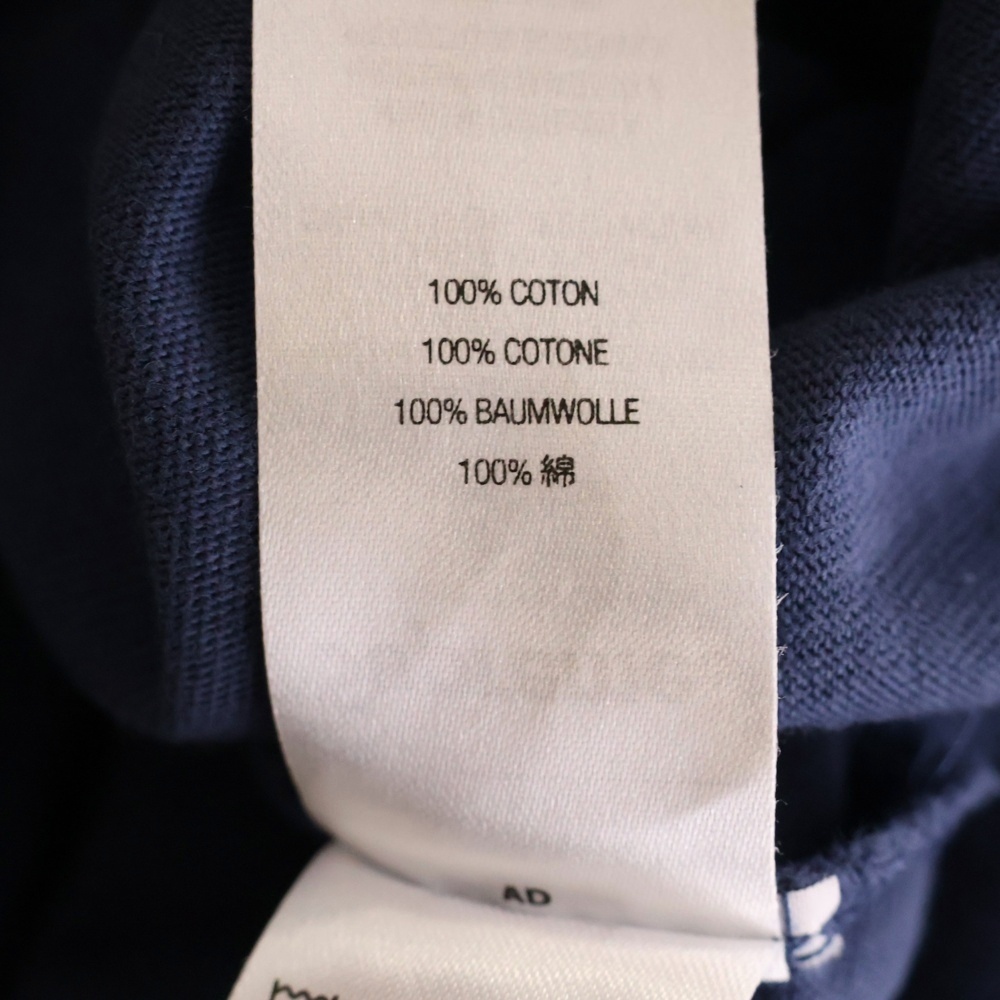 100% COTON
100% COTONE
100% BAUMWOLLE
100% 綿
AD